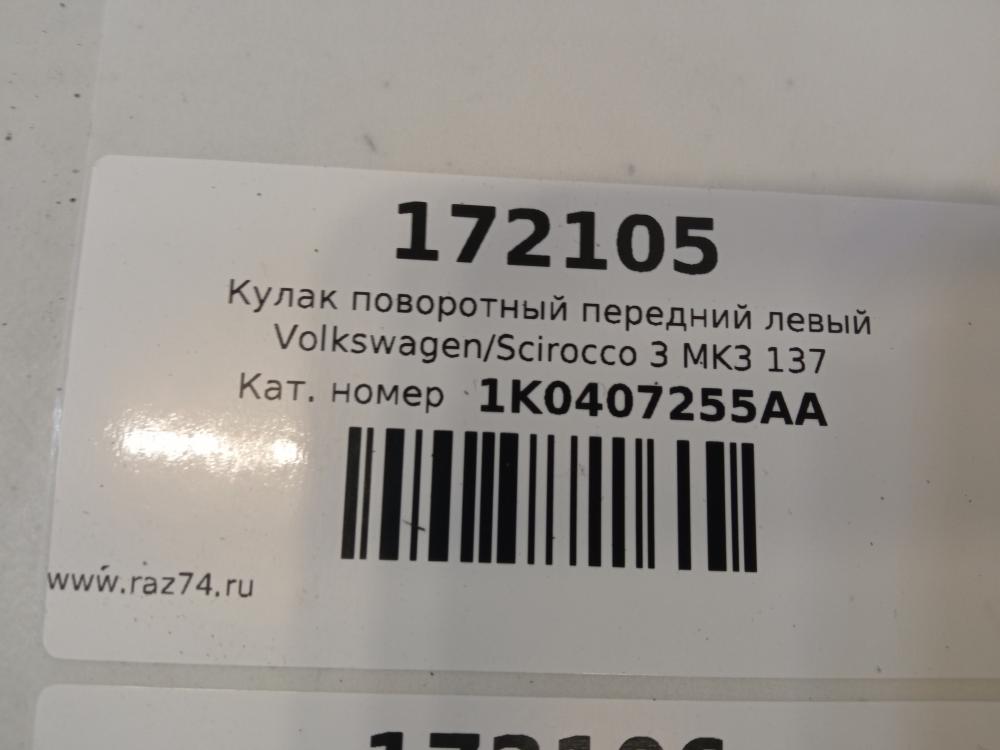 172105
Кулак поворотный передний левый
Volkswagen/Scirocco 3 MK3 137
Кат. номер 1K0407255AA
www.raz74.ru